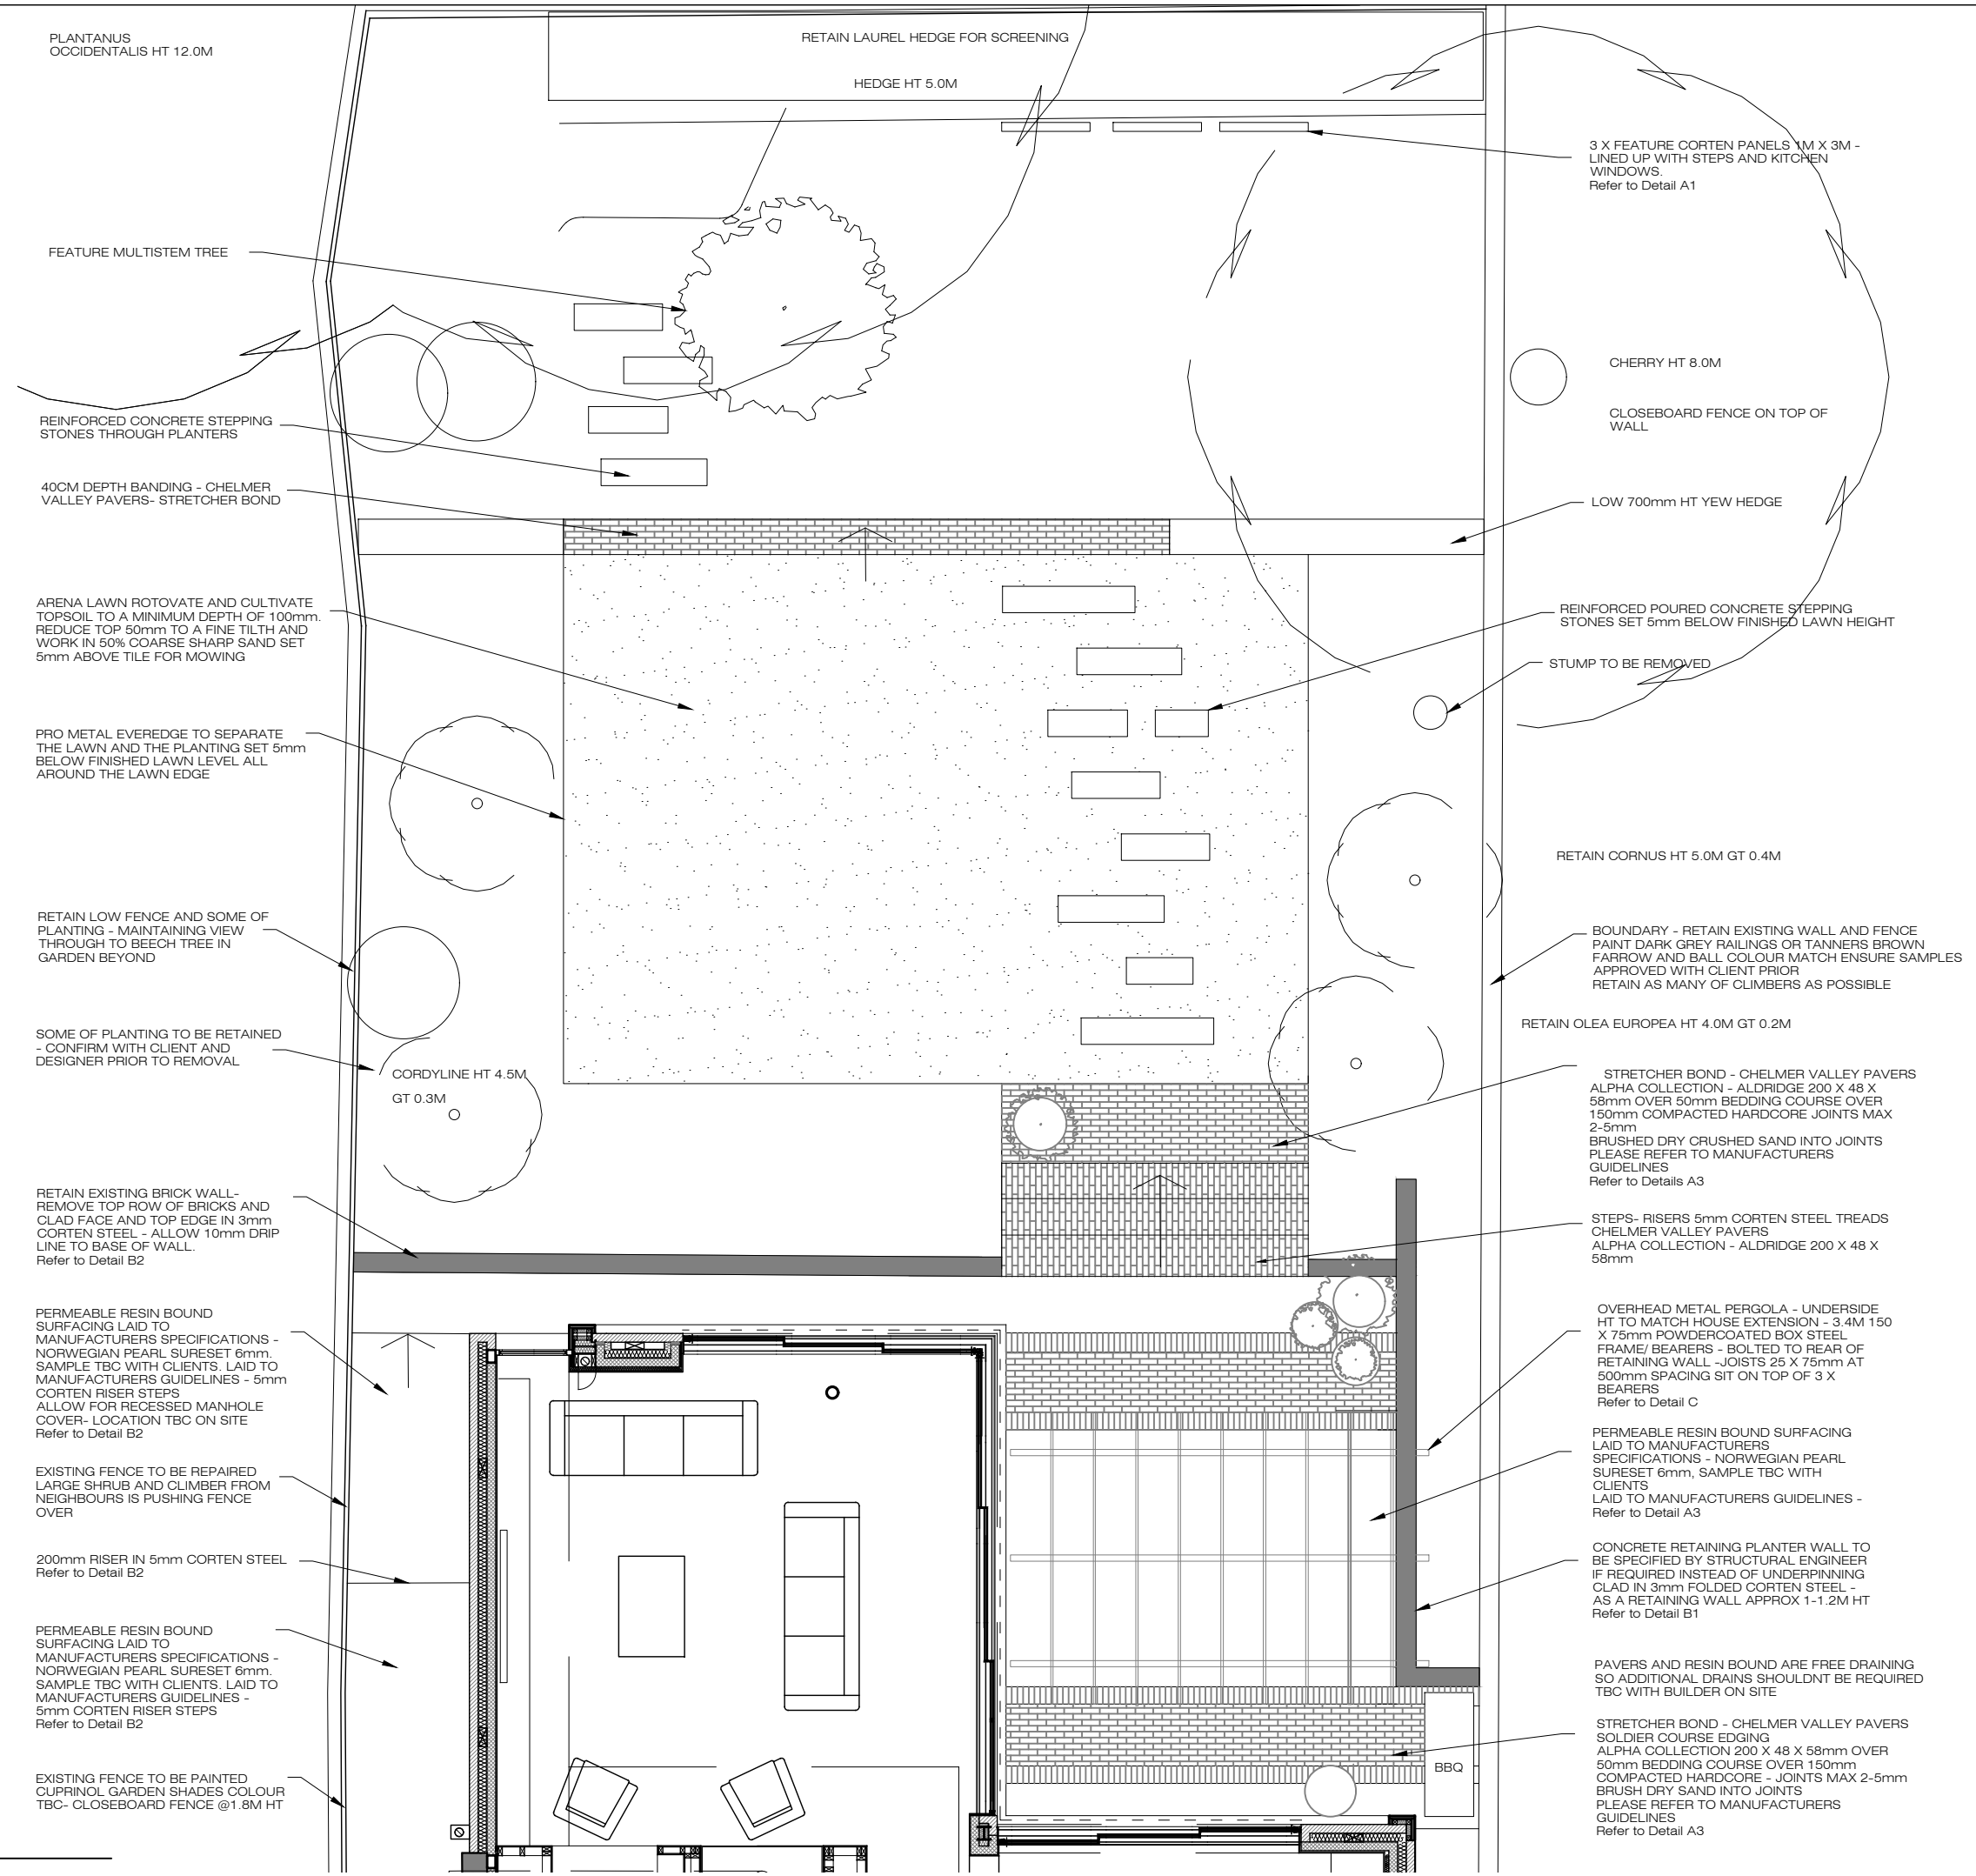 PLANTANUS
OCCIDENTALIS HT 12.0M
RETAIN LAUREL HEDGE FOR SCREENING
HEDGE HT 5.0M
3 X FEATURE CORTEN PANELS 1M X 3M -
LINED UP WITH STEPS AND KITCHEN
WINDOWS.
Refer to Detail A1
FEATURE MULTISTEM TREE
CHERRY HT 8.0M
CLOSEBOARD FENCE ON TOP OF
WALL
REINFORCED CONCRETE STEPPING
STONES THROUGH PLANTERS
40CM DEPTH BANDING - CHELMER
VALLEY PAVERS- STRETCHER BOND
LOW 700mm HT YEW HEDGE
ARENA LAWN ROTOVATE AND CULTIVATE
TOPSOIL TO A MINIMUM DEPTH OF 100mm.
REDUCE TOP 50mm TO A FINE TILTH AND
WORK IN 50% COARSE SHARP SAND SET
5mm ABOVE TILE FOR MOWING
REINFORCED POURED CONCRETE STEPPING
STONES SET 5mm BELOW FINISHED LAWN HEIGHT
STUMP TO BE REMOVED
PRO METAL EVEREDGE TO SEPARATE
THE LAWN AND THE PLANTING SET 5mm
BELOW FINISHED LAWN LEVEL ALL
AROUND THE LAWN EDGE
RETAIN CORNUS HT 5.0M GT 0.4M
RETAIN LOW FENCE AND SOME OF
PLANTING - MAINTAINING VIEW
THROUGH TO BEECH TREE IN
GARDEN BEYOND
BOUNDARY - RETAIN EXISTING WALL AND FENCE
PAINT DARK GREY RAILINGS OR TANNERS BROWN
FARROW AND BALL COLOUR MATCH ENSURE SAMPLES
APPROVED WITH CLIENT PRIOR
RETAIN AS MANY OF CLIMBERS AS POSSIBLE
RETAIN OLEA EUROPEA HT 4.0M GT 0.2M
SOME OF PLANTING TO BE RETAINED
- CONFIRM WITH CLIENT AND
DESIGNER PRIOR TO REMOVAL
CORDYLINE HT 4.5M
GT 0.3M
STRETCHER BOND - CHELMER VALLEY PAVERS
ALPHA COLLECTION - ALDRIDGE 200 X 48 X
58mm OVER 50mm BEDDING COURSE OVER
150mm COMPACTED HARDCORE JOINTS MAX
2-5mm
BRUSHED DRY CRUSHED SAND INTO JOINTS
PLEASE REFER TO MANUFACTURERS
GUIDELINES
Refer to Details A3
RETAIN EXISTING BRICK WALL-
REMOVE TOP ROW OF BRICKS AND
CLAD FACE AND TOP EDGE IN 3mm
CORTEN STEEL - ALLOW 10mm DRIP
LINE TO BASE OF WALL.
Refer to Detail B2
STEPS- RISERS 5mm CORTEN STEEL TREADS
CHELMER VALLEY PAVERS
ALPHA COLLECTION - ALDRIDGE 200 X 48 X
58mm
PERMEABLE RESIN BOUND
SURFACING LAID TO
MANUFACTURERS SPECIFICATIONS -
NORWEGIAN PEARL SURESET 6mm.
SAMPLE TBC WITH CLIENTS. LAID TO
MANUFACTURERS GUIDELINES - 5mm
CORTEN RISER STEPS
ALLOW FOR RECESSED MANHOLE
COVER- LOCATION TBC ON SITE
Refer to Detail B2
OVERHEAD METAL PERGOLA - UNDERSIDE
HT TO MATCH HOUSE EXTENSION - 3.4M 150
X 75mm POWDERCOATED BOX STEEL
FRAME/ BEARERS - BOLTED TO REAR OF
RETAINING WALL -JOISTS 25 X 75mm AT
500mm SPACING SIT ON TOP OF 3 X
BEARERS
Refer to Detail C
PERMEABLE RESIN BOUND SURFACING
LAID TO MANUFACTURERS
SPECIFICATIONS - NORWEGIAN PEARL
SURESET 6mm, SAMPLE TBC WITH
CLIENTS
LAID TO MANUFACTURERS GUIDELINES -
Refer to Detail A3
EXISTING FENCE TO BE REPAIRED
LARGE SHRUB AND CLIMBER FROM
NEIGHBOURS IS PUSHING FENCE
OVER
200mm RISER IN 5mm CORTEN STEEL
Refer to Detail B2
CONCRETE RETAINING PLANTER WALL TO
BE SPECIFIED BY STRUCTURAL ENGINEER
IF REQUIRED INSTEAD OF UNDERPINNING
CLAD IN 3mm FOLDED CORTEN STEEL -
AS A RETAINING WALL APPROX 1-1.2M HT
Refer to Detail B1
PERMEABLE RESIN BOUND
SURFACING LAID TO
MANUFACTURERS SPECIFICATIONS -
NORWEGIAN PEARL SURESET 6mm.
SAMPLE TBC WITH CLIENTS. LAID TO
MANUFACTURERS GUIDELINES -
5mm CORTEN RISER STEPS
Refer to Detail B2
PAVERS AND RESIN BOUND ARE FREE DRAINING
SO ADDITIONAL DRAINS SHOULDNT BE REQUIRED
TBC WITH BUILDER ON SITE
STRETCHER BOND - CHELMER VALLEY PAVERS
SOLDIER COURSE EDGING
ALPHA COLLECTION 200 X 48 X 58mm OVER
50mm BEDDING COURSE OVER 150mm
COMPACTED HARDCORE - JOINTS MAX 2-5mm
BRUSH DRY SAND INTO JOINTS
PLEASE REFER TO MANUFACTURERS
GUIDELINES
Refer to Detail A3
BBQ
EXISTING FENCE TO BE PAINTED
CUPRINOL GARDEN SHADES COLOUR
TBC- CLOSEBOARD FENCE @1.8M HT